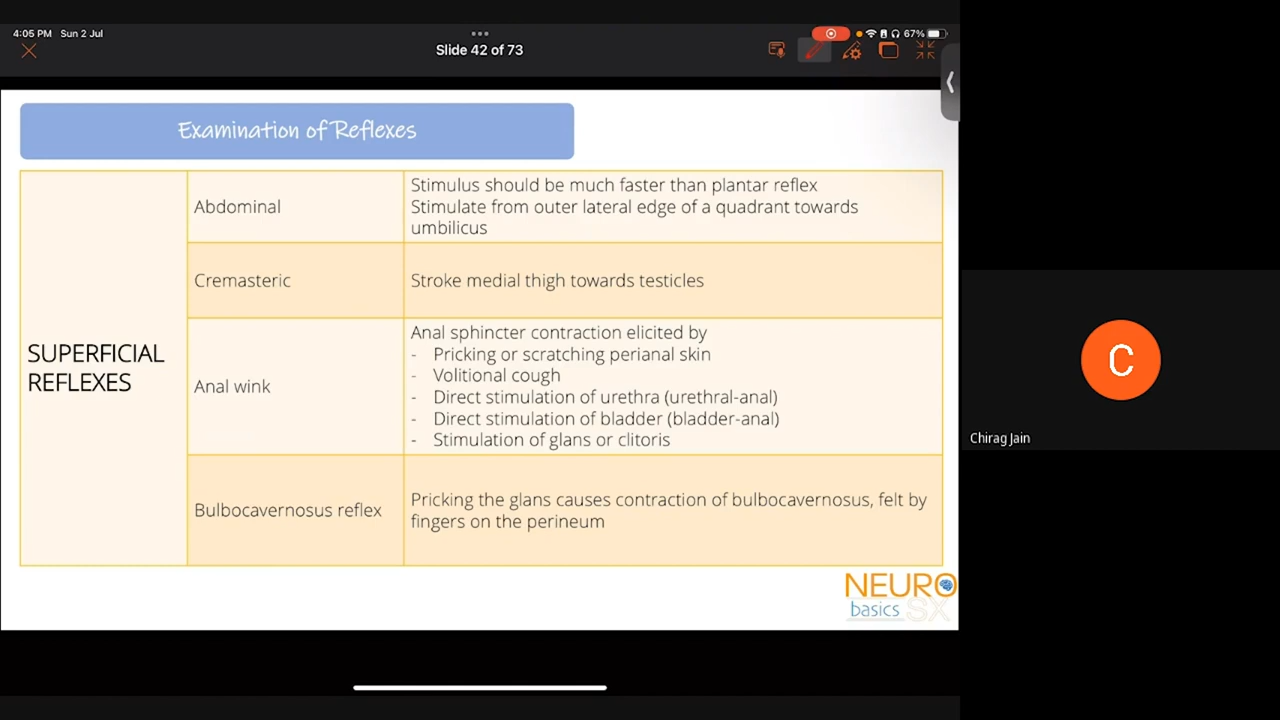 4:05 PM Sun 2 Jul
67%
Slide 42 of 73
Examination of Reflexes
SUPERFICIAL
REFLEXES
Abdominal
Stimulus should be much faster than plantar reflex
Stimulate from outer lateral edge of a quadrant towards
umbilicus
Cremasteric
Stroke medial thigh towards testicles
Anal wink
Anal sphincter contraction elicited by
- Pricking or scratching perianal skin
- Volitional cough
- Direct stimulation of urethra (urethral-anal)
- Direct stimulation of bladder (bladder-anal)
- Stimulation of glans or clitoris
Bulbocavernosus reflex
Pricking the glans causes contraction of bulbocavernosus, felt by
fingers on the perineum
NEURO
basics SX
C
Chirag Jain